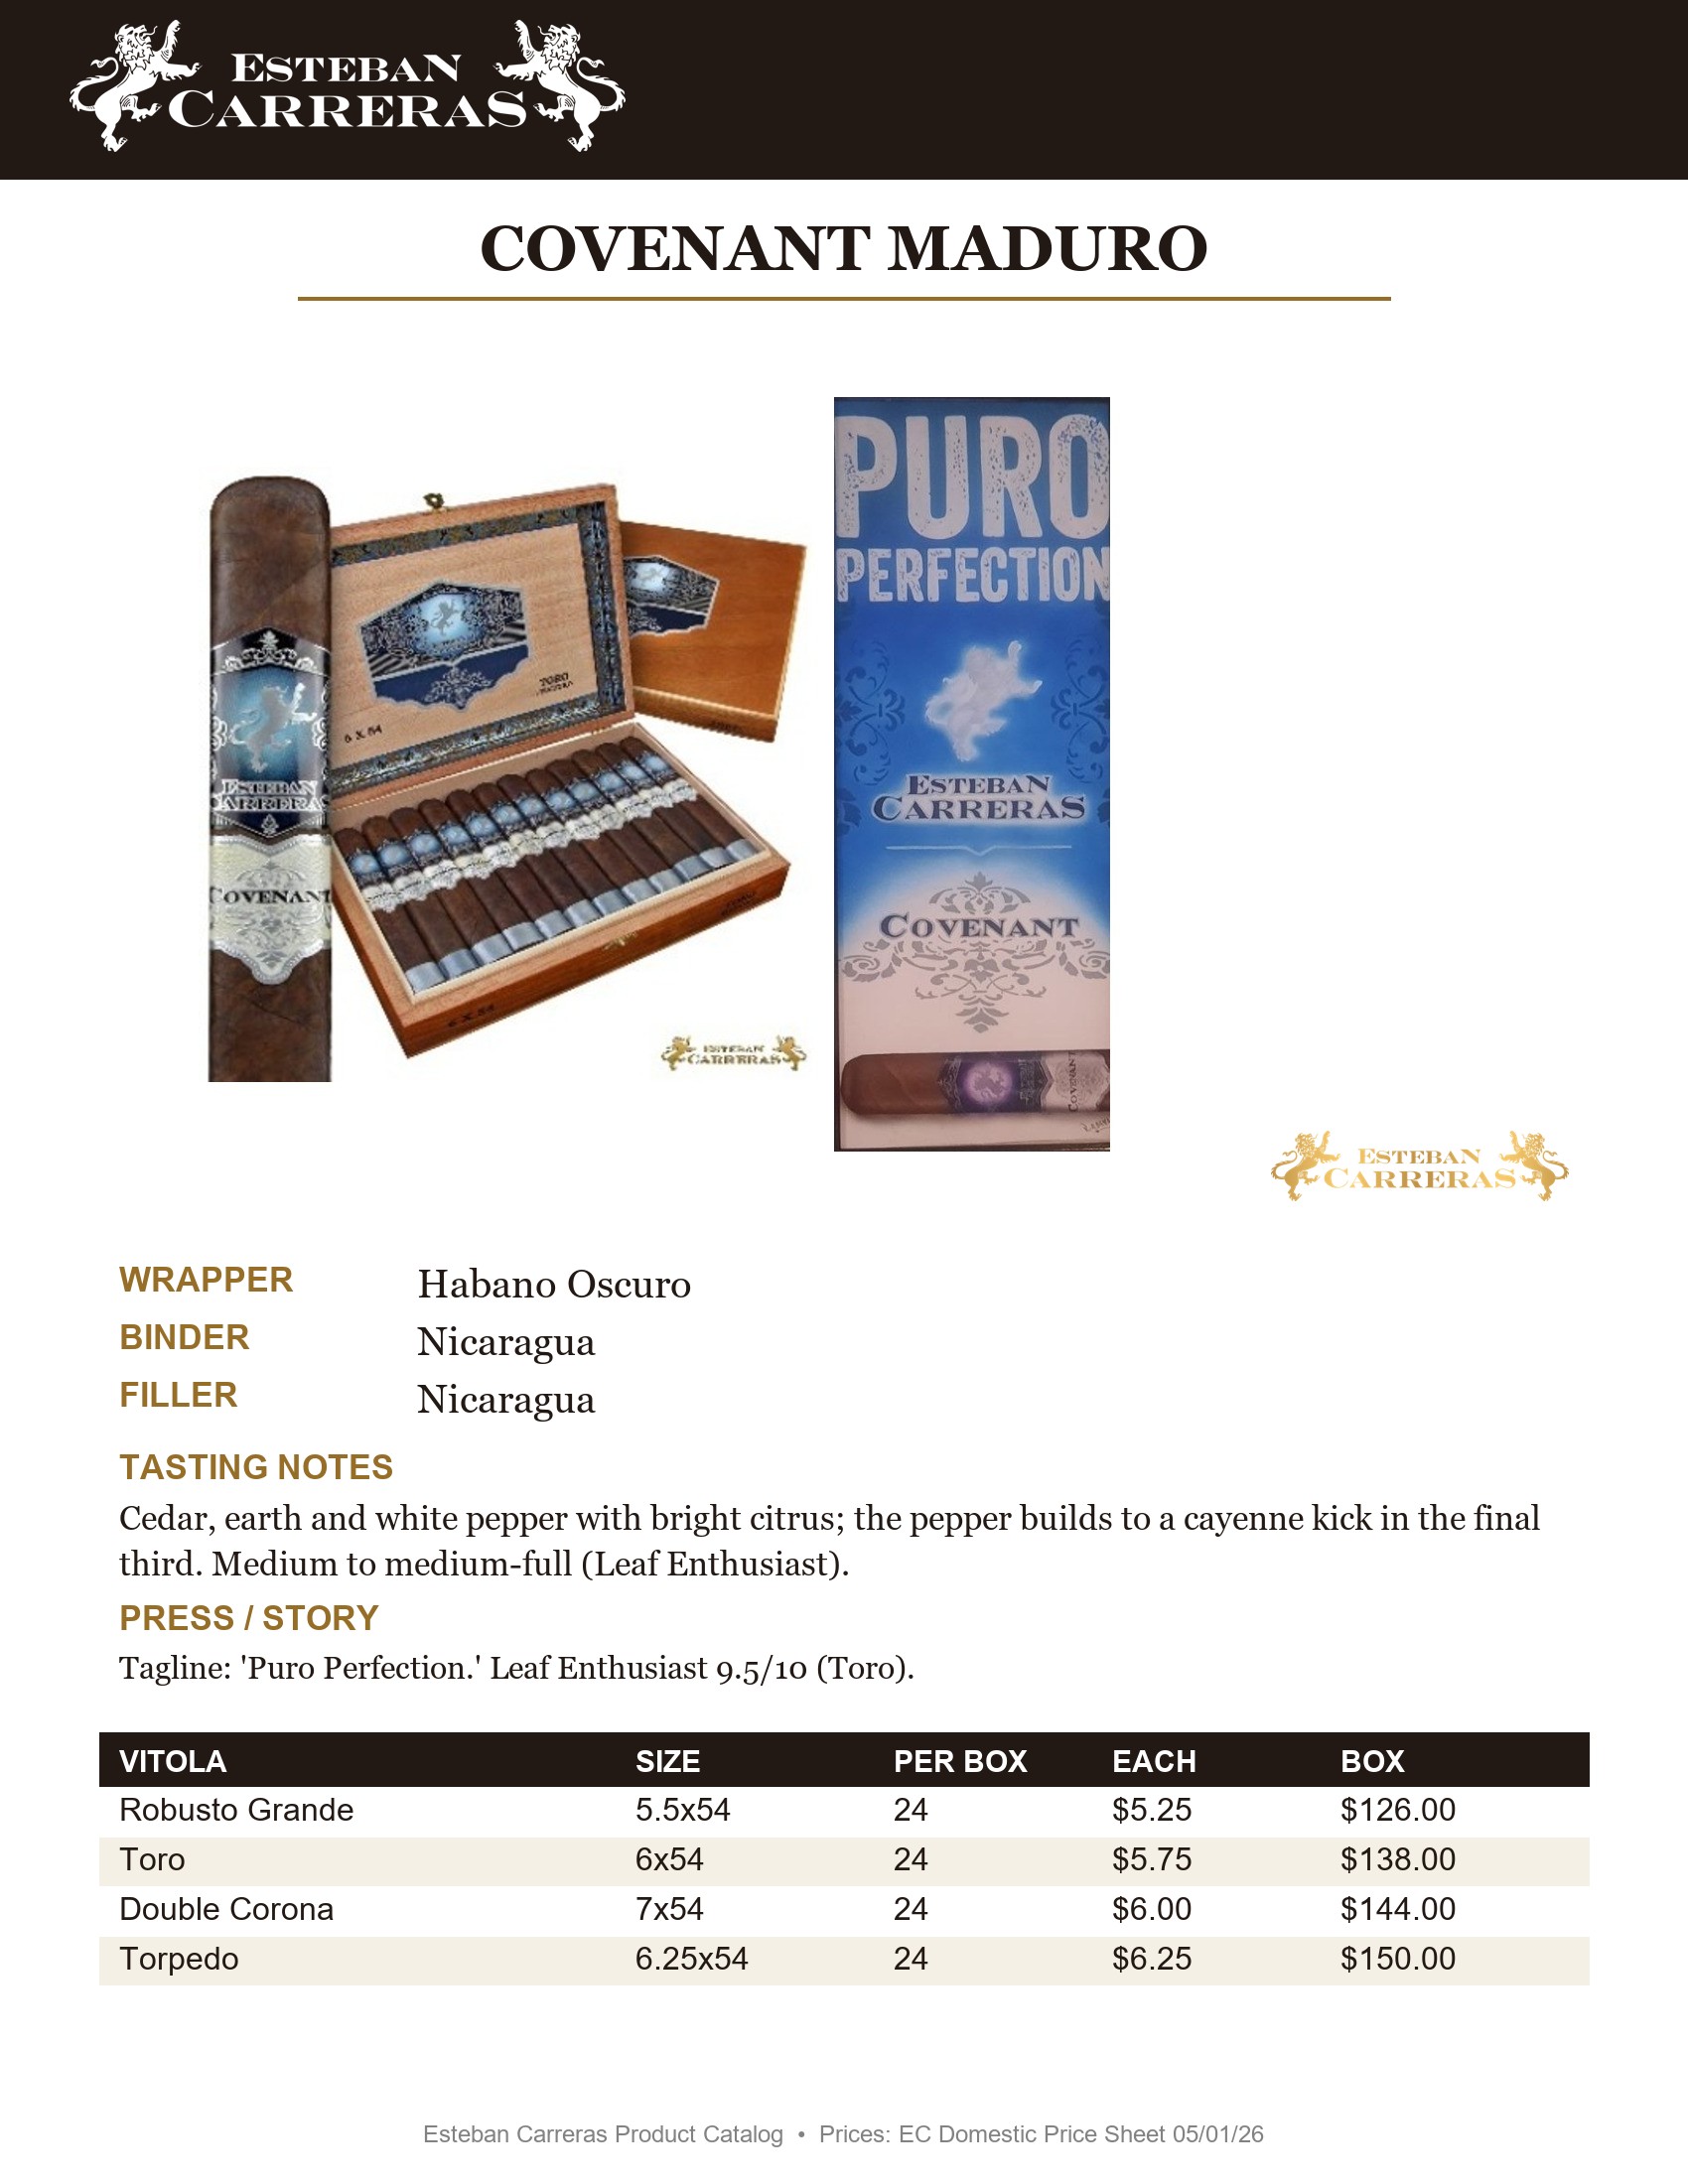 ESTEBAN
CARRERAS
COVENANT MADURO
ESTEBAN
CARRERAS
COVENANT
TORO
6 X 54
6 X 54
ESTEBAN
CARRERAS
PURO
PERFECTION
ESTEBAN
CARRERAS
COVENANT
COVENANT
ESTEBAN
CARRERAS
WRAPPER Habano Oscuro
BINDER Nicaragua
FILLER Nicaragua
TASTING NOTES
Cedar, earth and white pepper with bright citrus; the pepper builds to a cayenne kick in the final
third. Medium to medium-full (Leaf Enthusiast).
PRESS / STORY
Tagline: 'Puro Perfection.' Leaf Enthusiast 9.5/10 (Toro).
VITOLA SIZE PER BOX EACH BOX
Robusto Grande 5.5x54 24 $5.25 $126.00
Toro 6x54 24 $5.75 $138.00
Double Corona 7x54 24 $6.00 $144.00
Torpedo 6.25x54 24 $6.25 $150.00
Esteban Carreras Product Catalog • Prices: EC Domestic Price Sheet 05/01/26